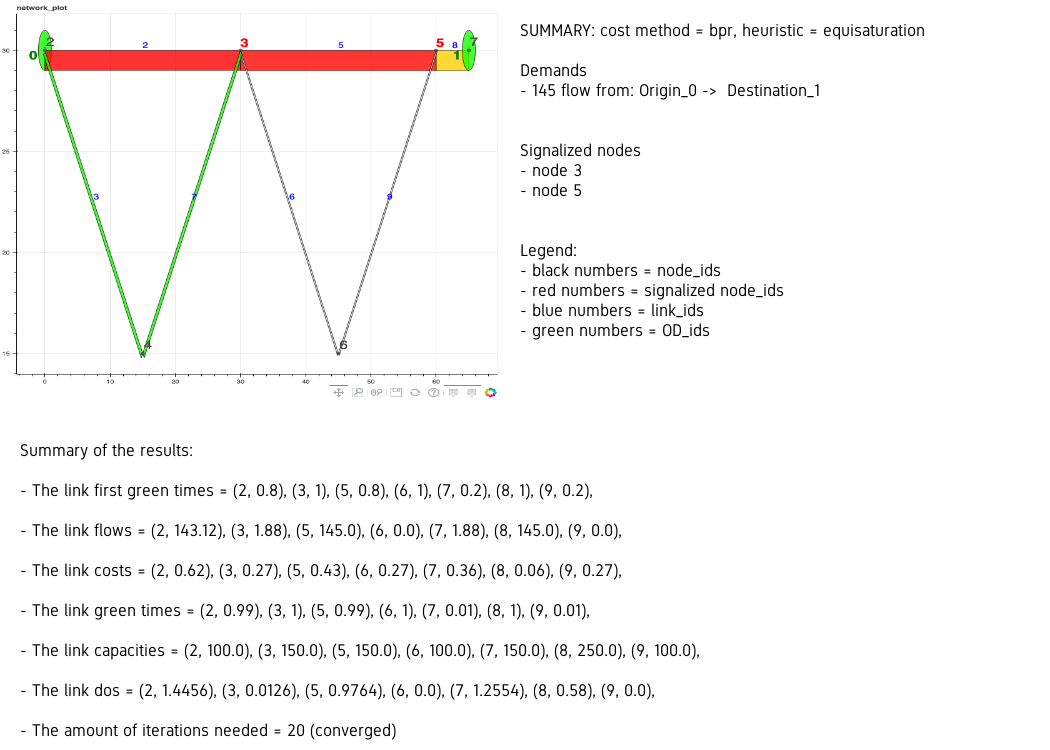 network_plot
SUMMARY: cost method = bpr, heuristic = equisaturation
Demands
- 145 flow from: Origin_0 -> Destination_1
Signalized nodes
- node 3
- node 5
Legend:
- black numbers = node_ids
- red numbers = signalized node_ids
- blue numbers = link_ids
- green numbers = OD_ids
30
25
20
15
0 10 20 30 40 50 60
0 2 2 3 5 5 8 1 7
3 7 6 9
4 6
Summary of the results:
- The link first green times = (2, 0.8), (3, 1), (5, 0.8), (6, 1), (7, 0.2), (8, 1), (9, 0.2),
- The link flows = (2, 143.12), (3, 1.88), (5, 145.0), (6, 0.0), (7, 1.88), (8, 145.0), (9, 0.0),
- The link costs = (2, 0.62), (3, 0.27), (5, 0.43), (6, 0.27), (7, 0.36), (8, 0.06), (9, 0.27),
- The link green times = (2, 0.99), (3, 1), (5, 0.99), (6, 1), (7, 0.01), (8, 1), (9, 0.01),
- The link capacities = (2, 100.0), (3, 150.0), (5, 150.0), (6, 100.0), (7, 150.0), (8, 250.0), (9, 100.0),
- The link dos = (2, 1.4456), (3, 0.0126), (5, 0.9764), (6, 0.0), (7, 1.2554), (8, 0.58), (9, 0.0),
- The amount of iterations needed = 20 (converged)